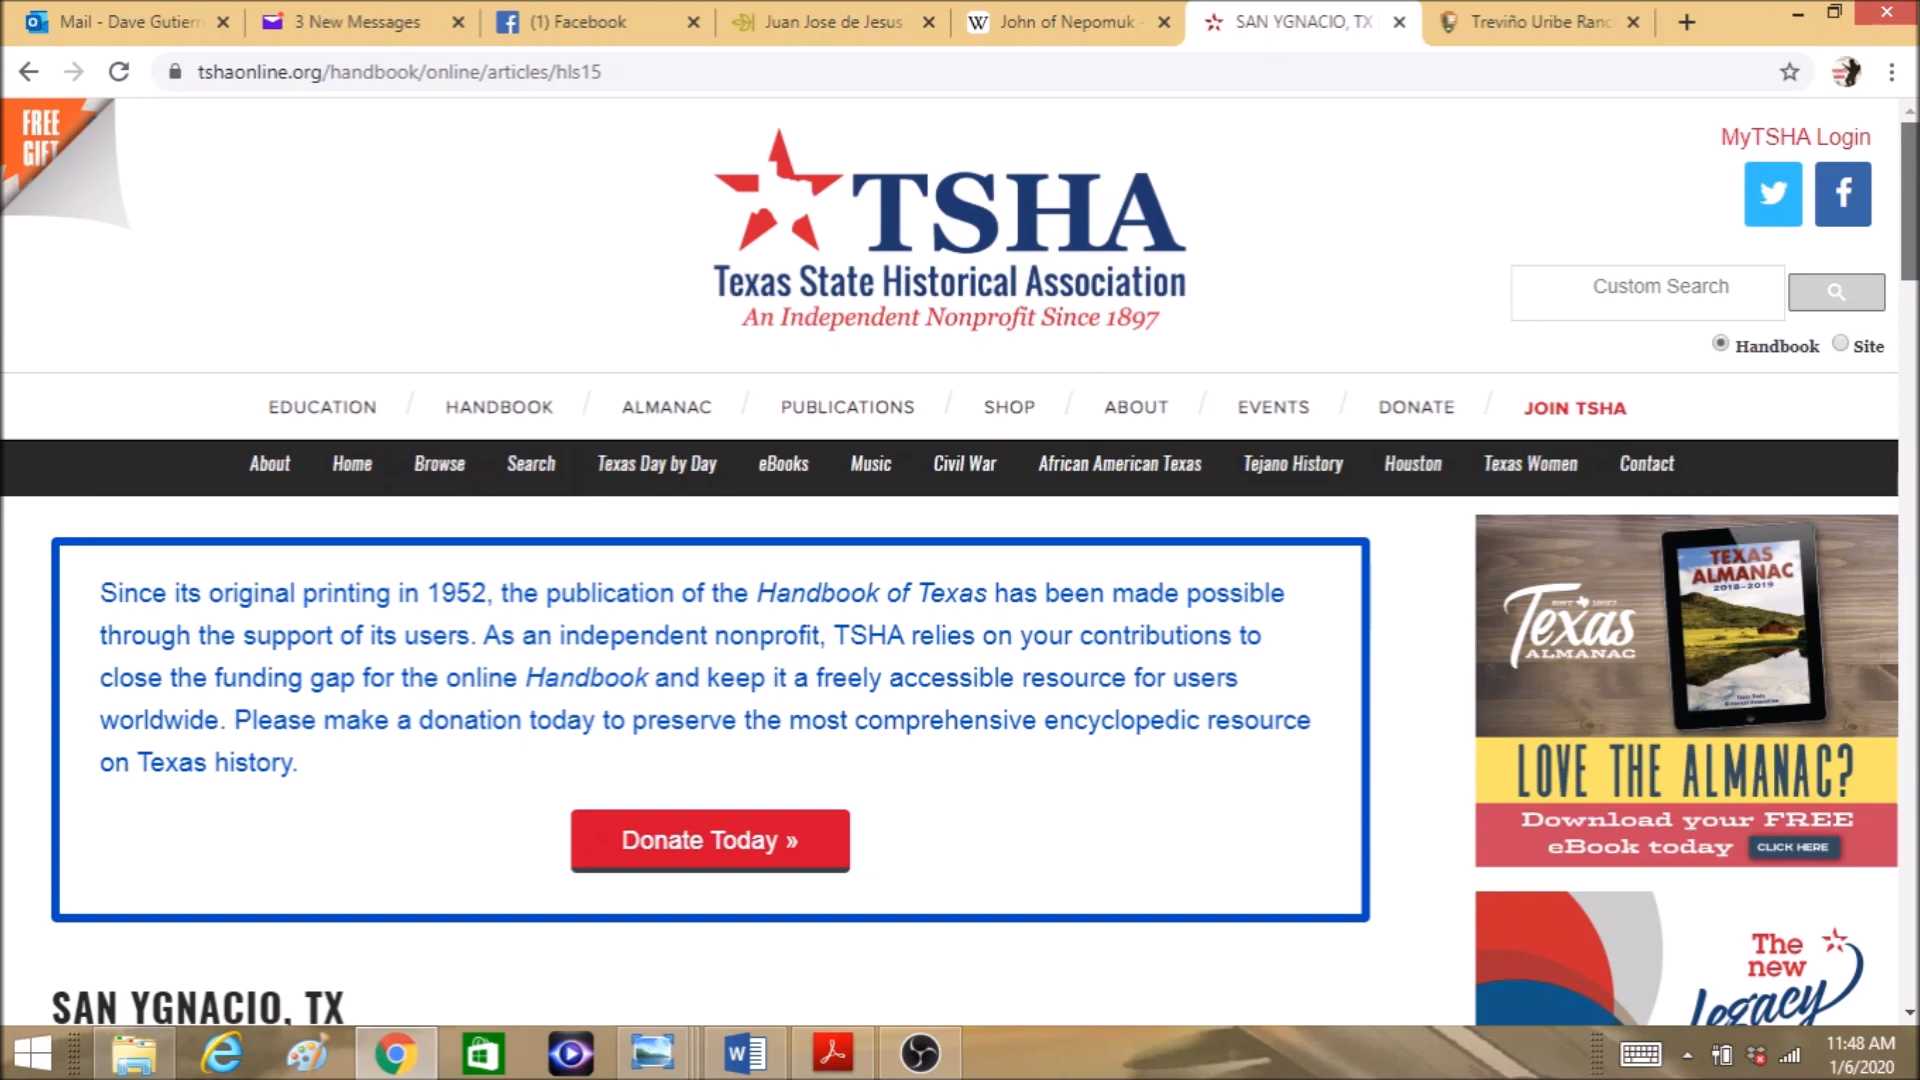 Mail - Dave Gutierr
3 New Messages
(1) Facebook
Juan Jose de Jesus
John of Nepomuk -
SAN YGNACIO, TX
Treviño Uribe Ranc
tshaonline.org/handbook/online/articles/hls15
FREE
GIFT
MyTSHA Login
TSHA
Texas State Historical Association
An Independent Nonprofit Since 1897
Custom Search
Handbook Site
EDUCATION / HANDBOOK / ALMANAC / PUBLICATIONS / SHOP / ABOUT / EVENTS / DONATE / JOIN TSHA
About Home Browse Search Texas Day by Day eBooks Music Civil War African American Texas Tejano History Houston Texas Women Contact
Since its original printing in 1952, the publication of the Handbook of Texas has been made possible
through the support of its users. As an independent nonprofit, TSHA relies on your contributions to
close the funding gap for the online Handbook and keep it a freely accessible resource for users
worldwide. Please make a donation today to preserve the most comprehensive encyclopedic resource
on Texas history.
Donate Today »
TEXAS
ALMANAC
2018-2019
Texas
ALMANAC
LOVE THE ALMANAC?
Download your FREE
eBook today CLICK HERE
The
new
Legacy
SAN YGNACIO, TX
11:48 AM
1/6/2020